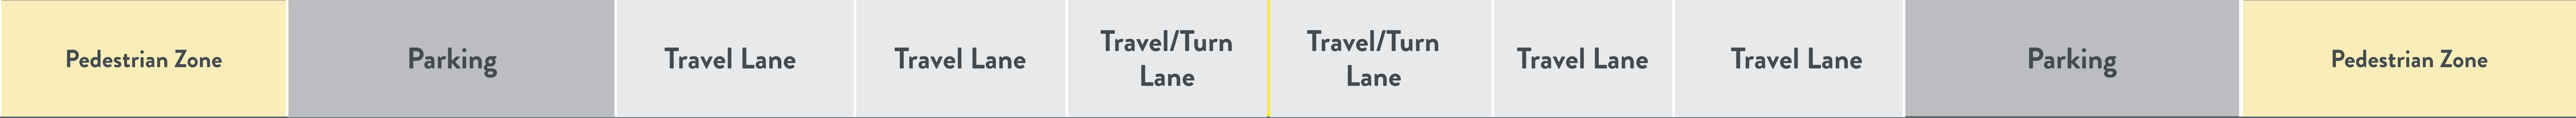 Pedestrian Zone
Parking
Travel Lane
Travel Lane
Travel/Turn
Lane
Travel/Turn
Lane
Travel Lane
Travel Lane
Parking
Pedestrian Zone